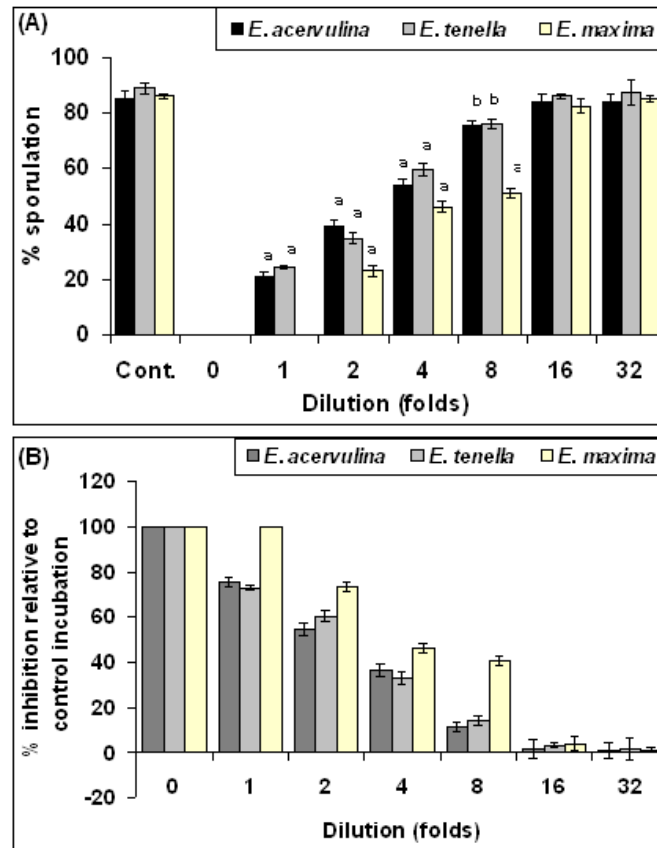 (A)
E. acervulina E. tenella E. maxima
100
80
60
40
20
0
% sporulation
a a
a a a
a a a
b b a
Cont. 0 1 2 4 8 16 32
Dilution (folds)
(B)
E. acervulina E. tenella E. maxima
120
100
80
60
40
20
0
-20
% inhibition relative to
control incubation
0 1 2 4 8 16 32
Dilution (folds)